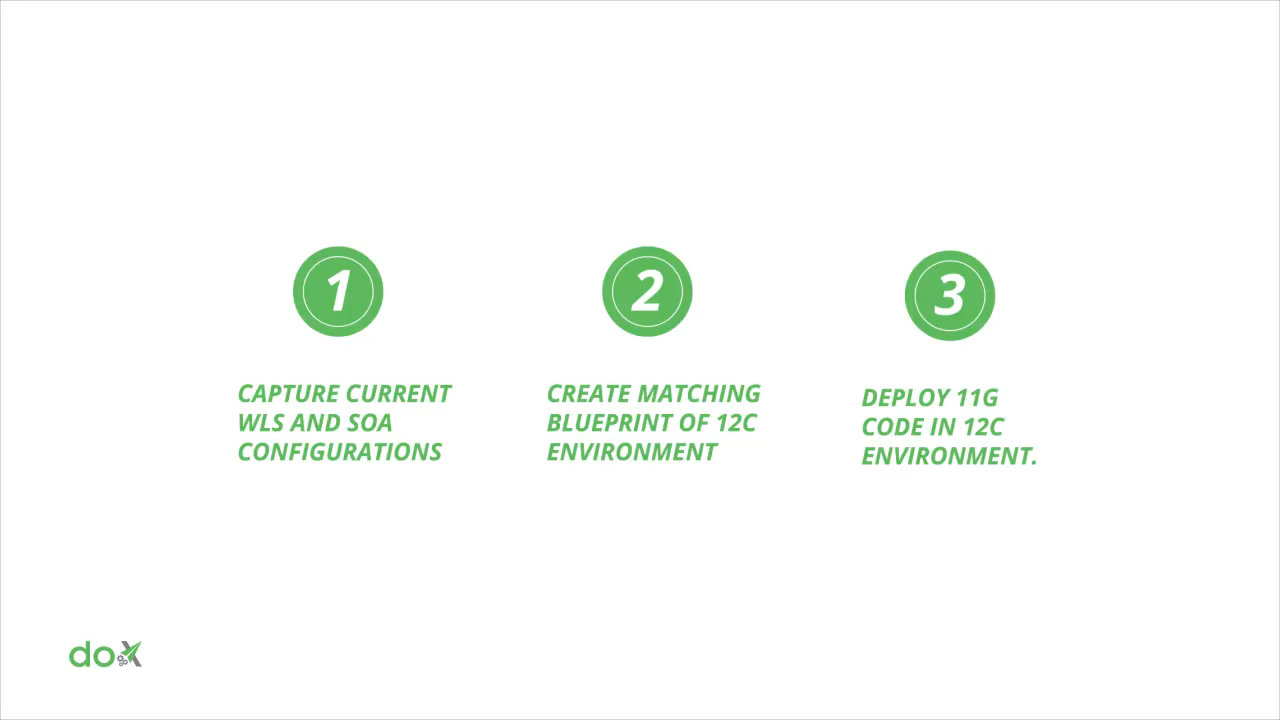 1
CAPTURE CURRENT
WLS AND SOA
CONFIGURATIONS
2
CREATE MATCHING
BLUEPRINT OF 12C
ENVIRONMENT
3
DEPLOY 11G
CODE IN 12C
ENVIRONMENT.
doX